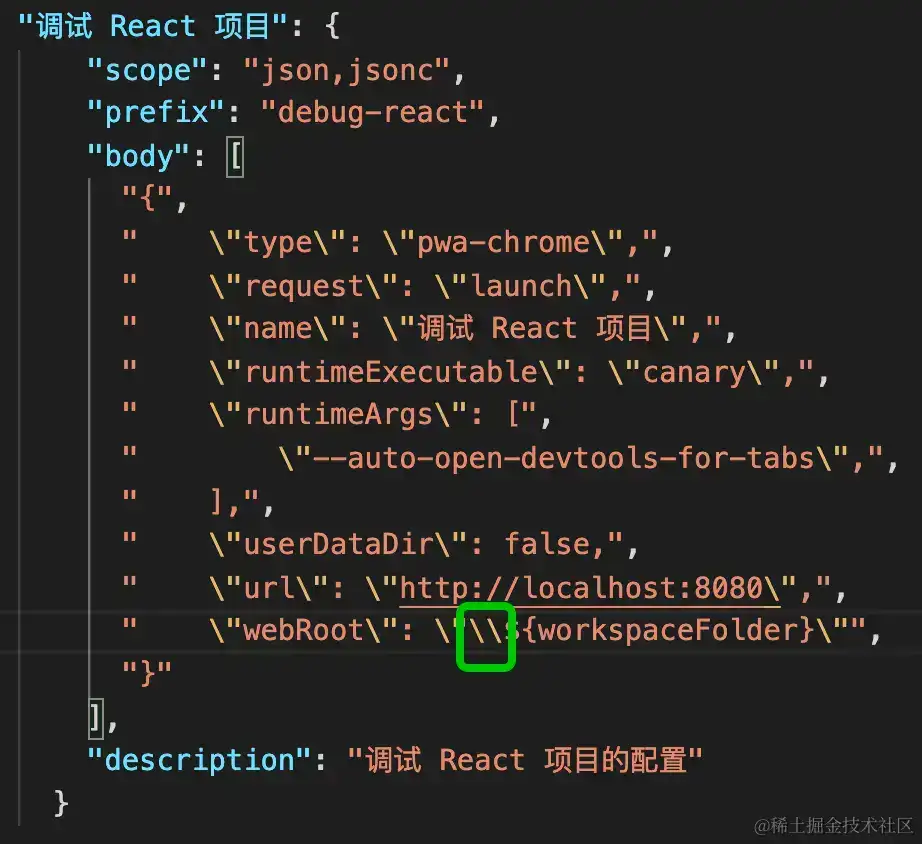 "调试 React 项目": {
"scope": "json,jsonc",
"prefix": "debug-react",
"body": [
"{",
"    \"type\": \"pwa-chrome\",",
"    \"request\": \"launch\",",
"    \"name\": \"调试 React 项目\",",
"    \"runtimeExecutable\": \"canary\",",
"    \"runtimeArgs\": [",
"        \"--auto-open-devtools-for-tabs\",",
"    ],",
"    \"userDataDir\": false,",
"    \"url\": \"http://localhost:8080\",",
"    \"webRoot\": \"\\${workspaceFolder}\"",
"}"
],
"description": "调试 React 项目的配置"
}
@稀土掘金技术社区